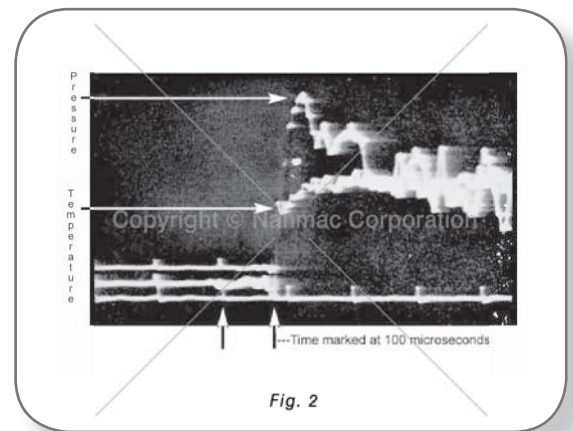 Pressure
Temperature
Copyright © Nanmac Corporation
---Time marked at 100 microseconds
Fig. 2